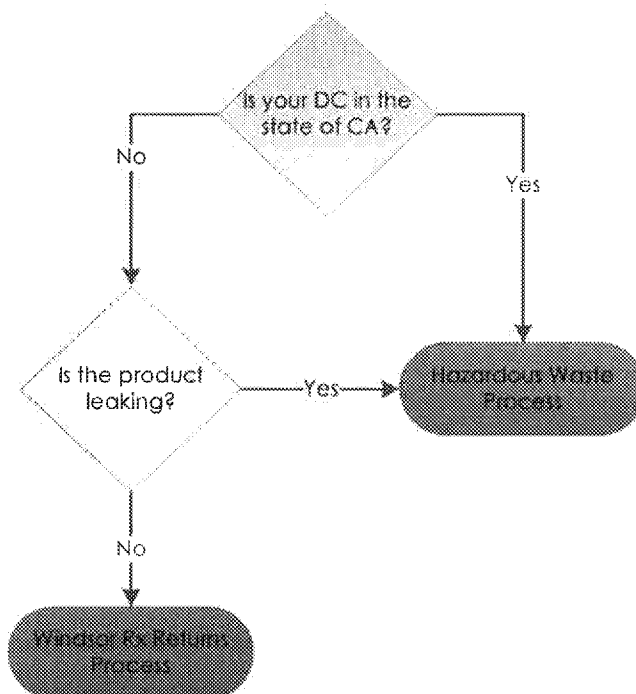 Is your DC in the
state of CA?
No
Yes
Is the product
leaking?
Yes
Hazardous Waste
Process
No
Windsor Rx Returns
Process